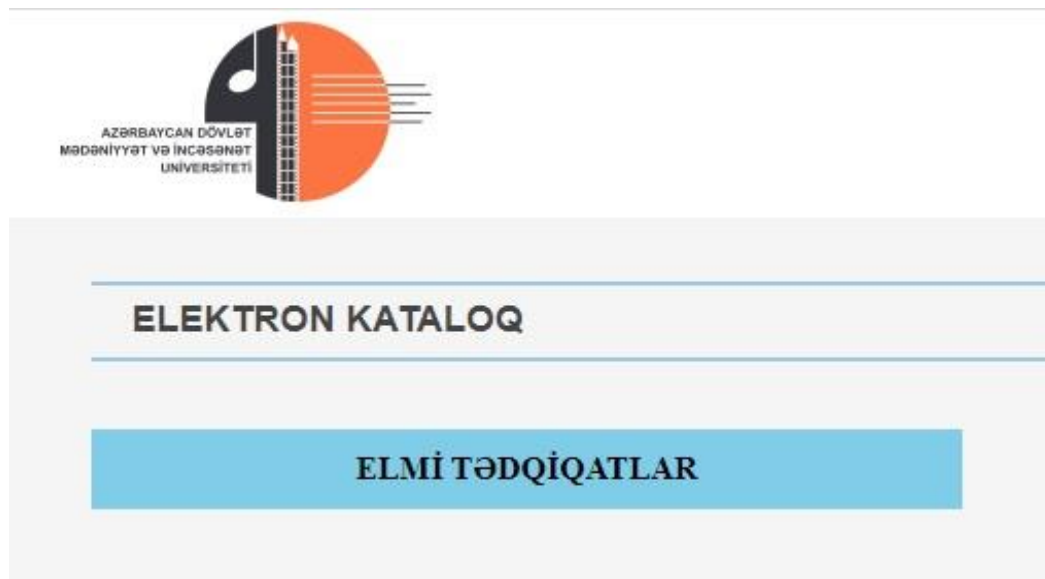 AZƏRBAYCAN DÖVLƏT
MƏDƏNİYYƏT VƏ İNCƏSƏNƏT
UNİVERSİTETİ
ELEKTRON KATALOQ
ELMİ TƏDQİQATLAR